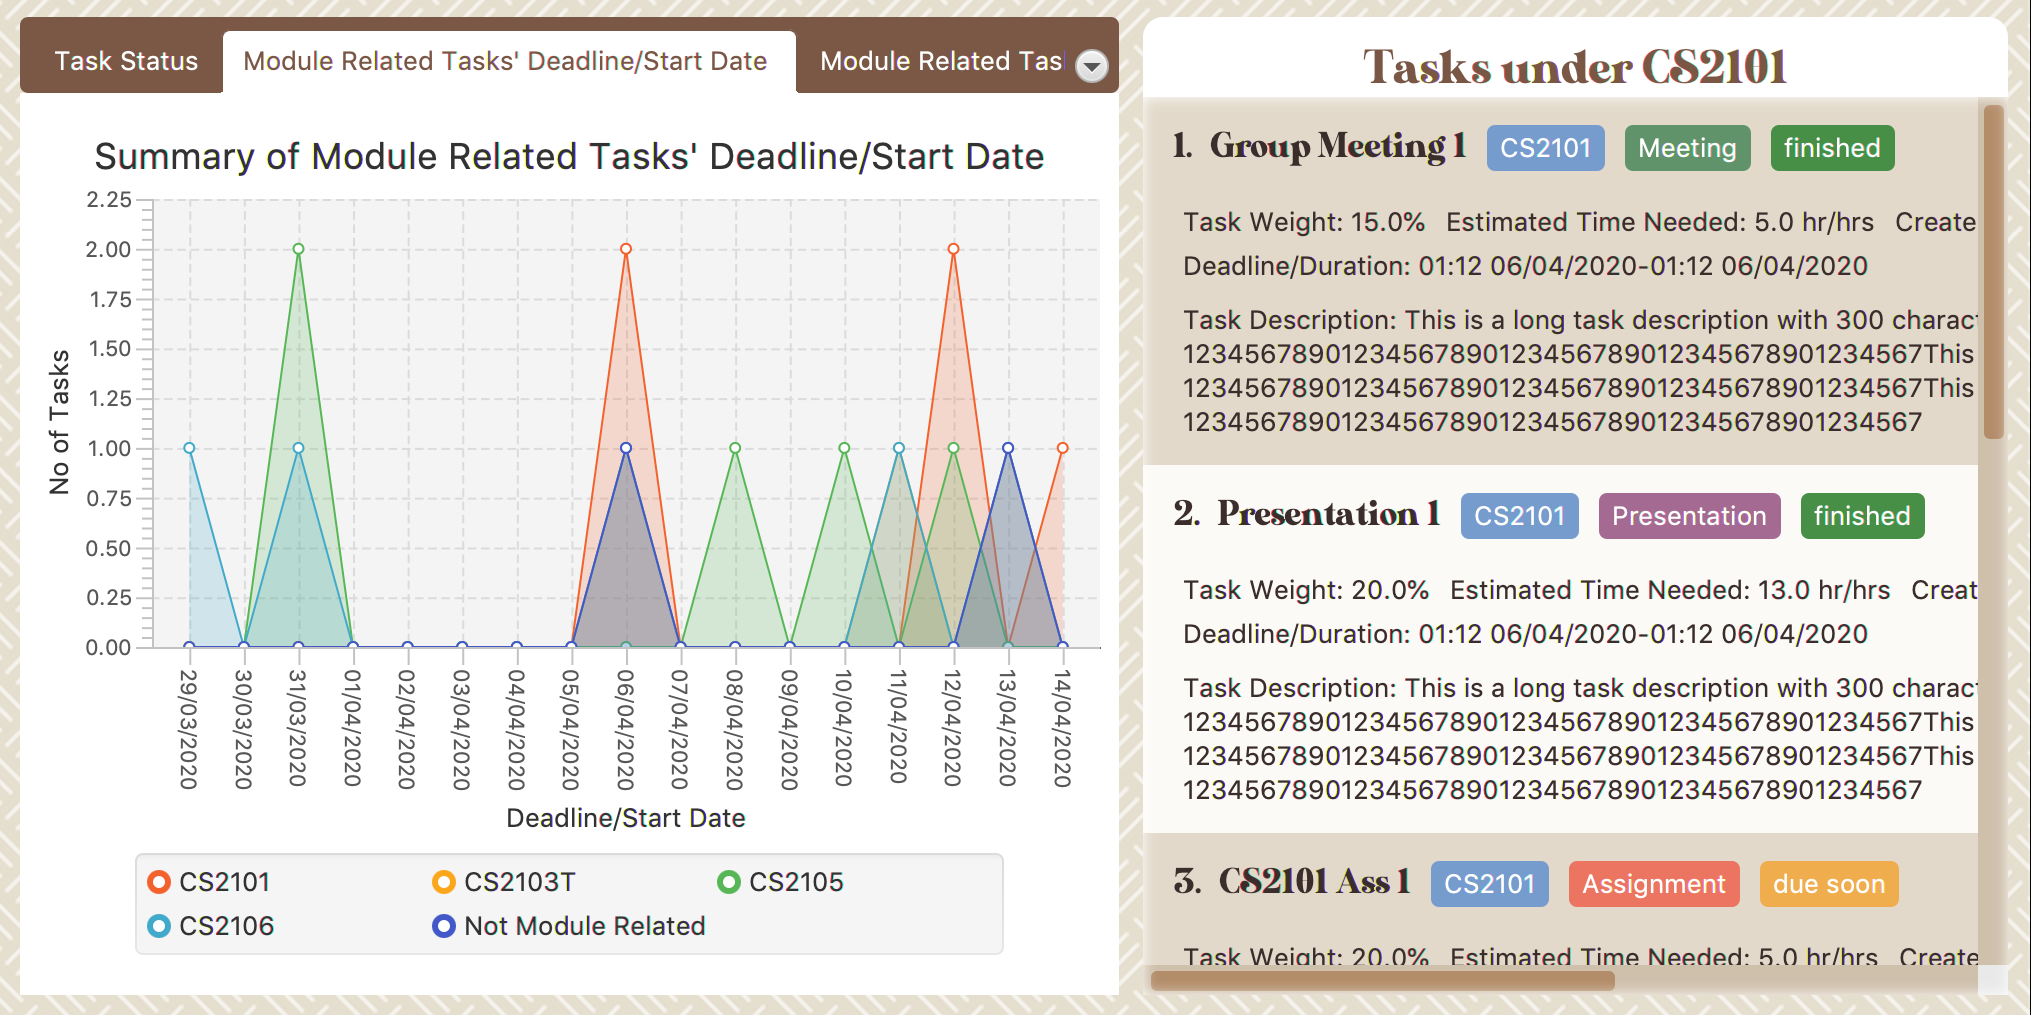 Task Status
Module Related Tasks' Deadline/Start Date
Module Related Tas
Summary of Module Related Tasks' Deadline/Start Date
2.25
2.00
1.75
1.50
1.25
1.00
0.75
0.50
0.25
0.00
No of Tasks
29/03/2020
30/03/2020
31/03/2020
01/04/2020
02/04/2020
03/04/2020
04/04/2020
05/04/2020
06/04/2020
07/04/2020
08/04/2020
09/04/2020
10/04/2020
11/04/2020
12/04/2020
13/04/2020
14/04/2020
Deadline/Start Date
CS2101
CS2103T
CS2105
CS2106
Not Module Related
Tasks under CS2101
1. Group Meeting 1 CS2101 Meeting finished
Task Weight: 15.0% Estimated Time Needed: 5.0 hr/hrs Create
Deadline/Duration: 01:12 06/04/2020-01:12 06/04/2020
Task Description: This is a long task description with 300 charact
12345678901234567890123456789012345678901234567This
12345678901234567890123456789012345678901234567This
12345678901234567890123456789012345678901234567
2. Presentation 1 CS2101 Presentation finished
Task Weight: 20.0% Estimated Time Needed: 13.0 hr/hrs Creat
Deadline/Duration: 01:12 06/04/2020-01:12 06/04/2020
Task Description: This is a long task description with 300 charact
12345678901234567890123456789012345678901234567This
12345678901234567890123456789012345678901234567This
12345678901234567890123456789012345678901234567
3. CS2101 Ass 1 CS2101 Assignment due soon
Task Weight: 20.0% Estimated Time Needed: 5.0 hr/hrs Create